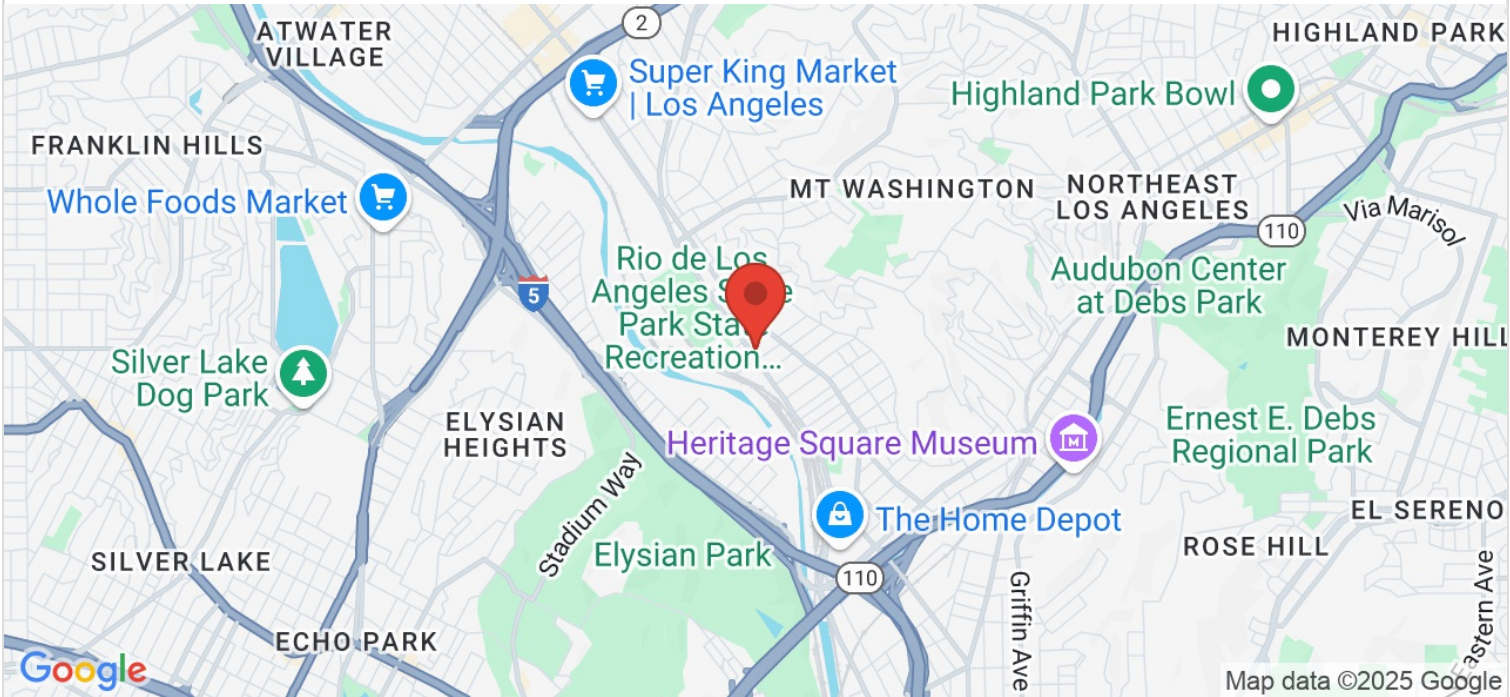 ATWATER
VILLAGE
2
HIGHLAND PARK
Super King Market
| Los Angeles
Highland Park Bowl
FRANKLIN HILLS
Whole Foods Market
MT WASHINGTON
NORTHEAST
LOS ANGELES
110
Via Marisol
Rio de Los
Angeles S e
Park Sta
Recreation...
5
Audubon Center
at Debs Park
MONTEREY HILL
Silver Lake
Dog Park
ELYSIAN
HEIGHTS
Heritage Square Museum
M
Ernest E. Debs
Regional Park
Stadium Way
The Home Depot
EL SERENO
Elysian Park
ROSE HILL
SILVER LAKE
110
Griffin Ave
Eastern Ave
ECHO PARK
Google
Map data ©2025 Google